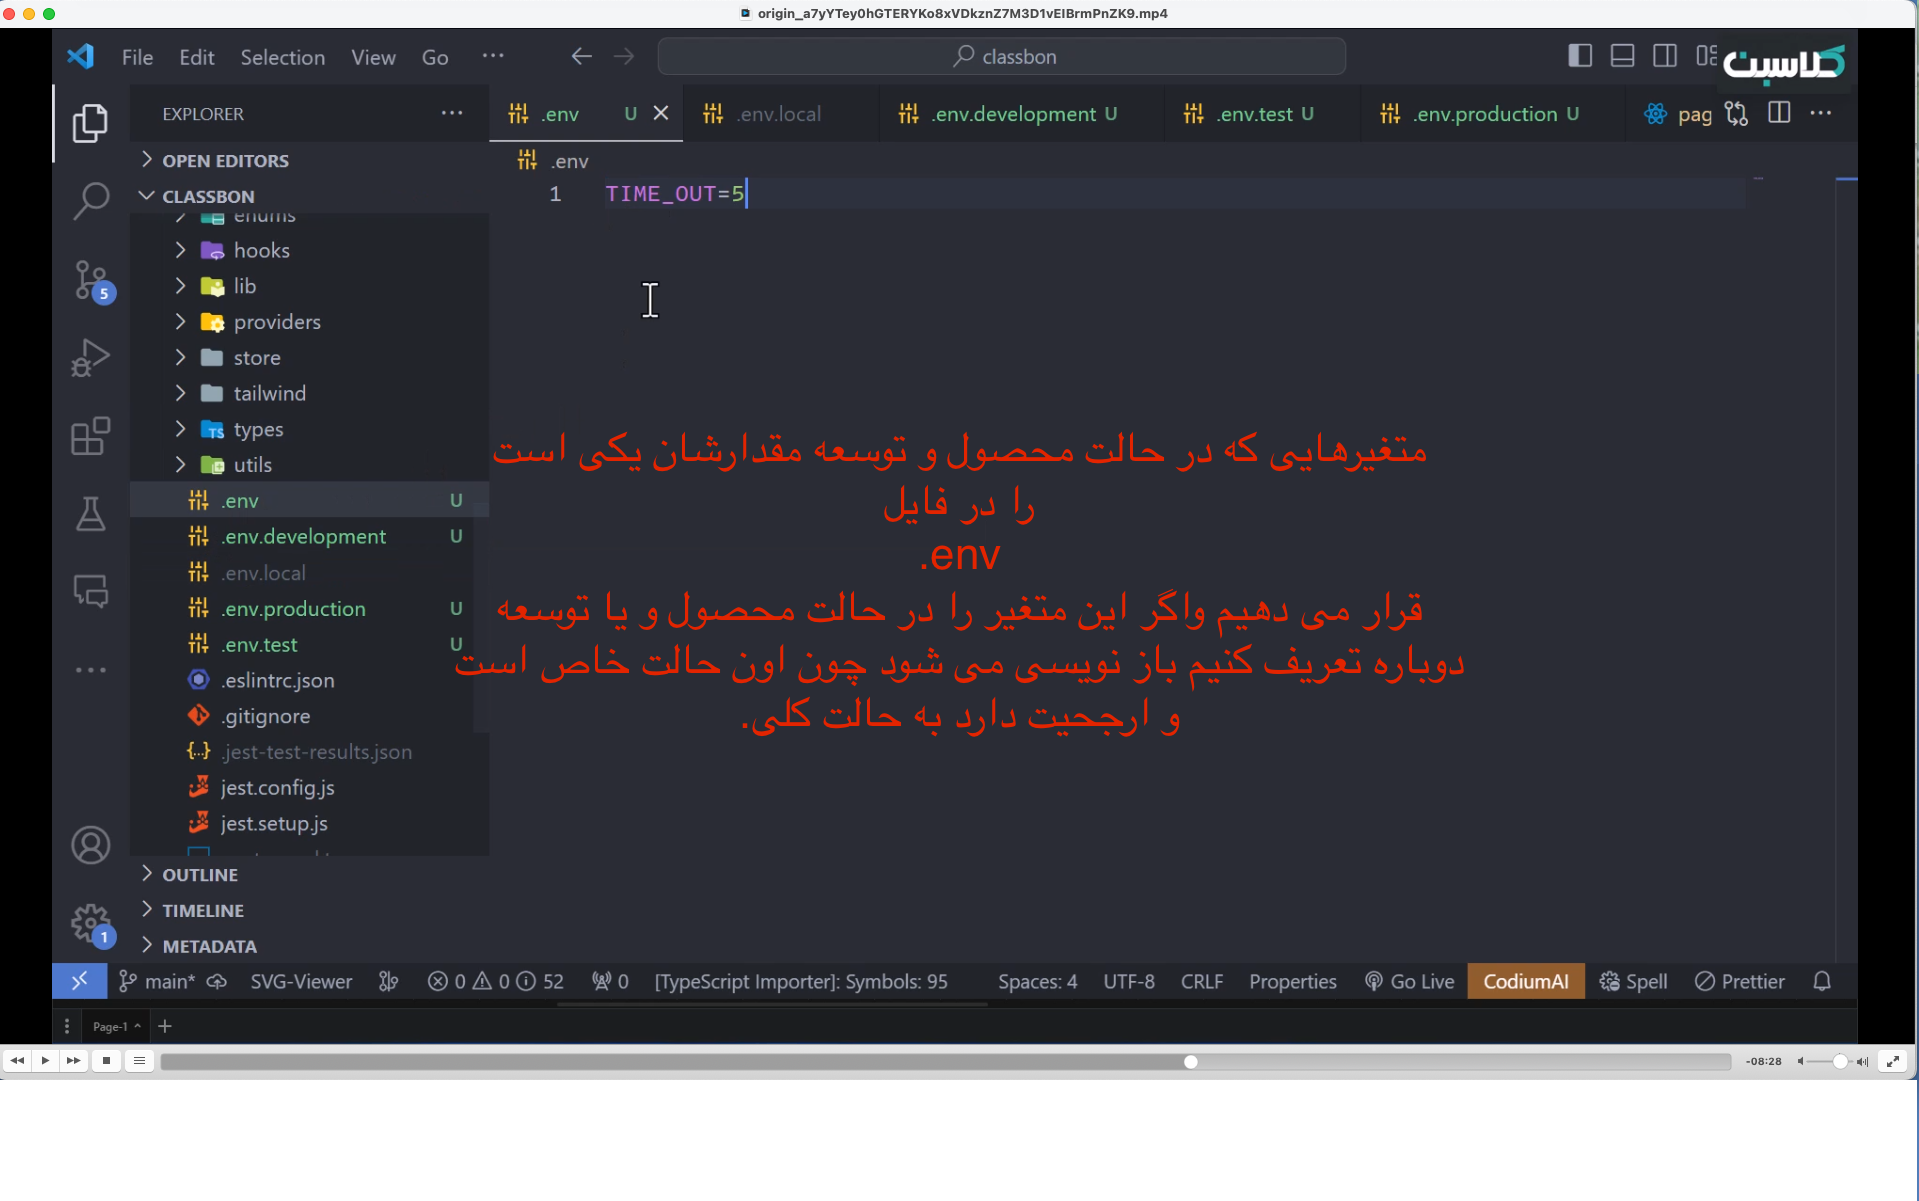 origin_a7yYTey0hGTERYKo8xVDkznZ7M3D1vEIBrmPnZK9.mp4
File Edit Selection View Go ··· classbon
کلاسبن
EXPLORER ···
.env U
.env.local
.env.development U
.env.test U
.env.production U
pag
OPEN EDITORS
.env
CLASSBON
1 TIME_OUT=5
enums
hooks
lib
providers
store
tailwind
types
utils
.env U
.env.development U
.env.local
.env.production U
.env.test U
.eslintrc.json
.gitignore
.jest-test-results.json
jest.config.js
jest.setup.js
متغیرهایی که در حالت محصول و توسعه مقدارشان یکی است
را در فایل
.env
قرار می دهیم واگر این متغیر را در حالت محصول و یا توسعه
دوباره تعریف کنیم باز نویسی می شود چون اون حالت خاص است
و ارجحیت دارد به حالت کلی.
5
OUTLINE
TIMELINE
METADATA
1
main* SVG-Viewer 0 0 52 0 [TypeScript Importer]: Symbols: 95 Spaces: 4 UTF-8 CRLF Properties Go Live CodiumAI Spell Prettier
Page-1
-08:28